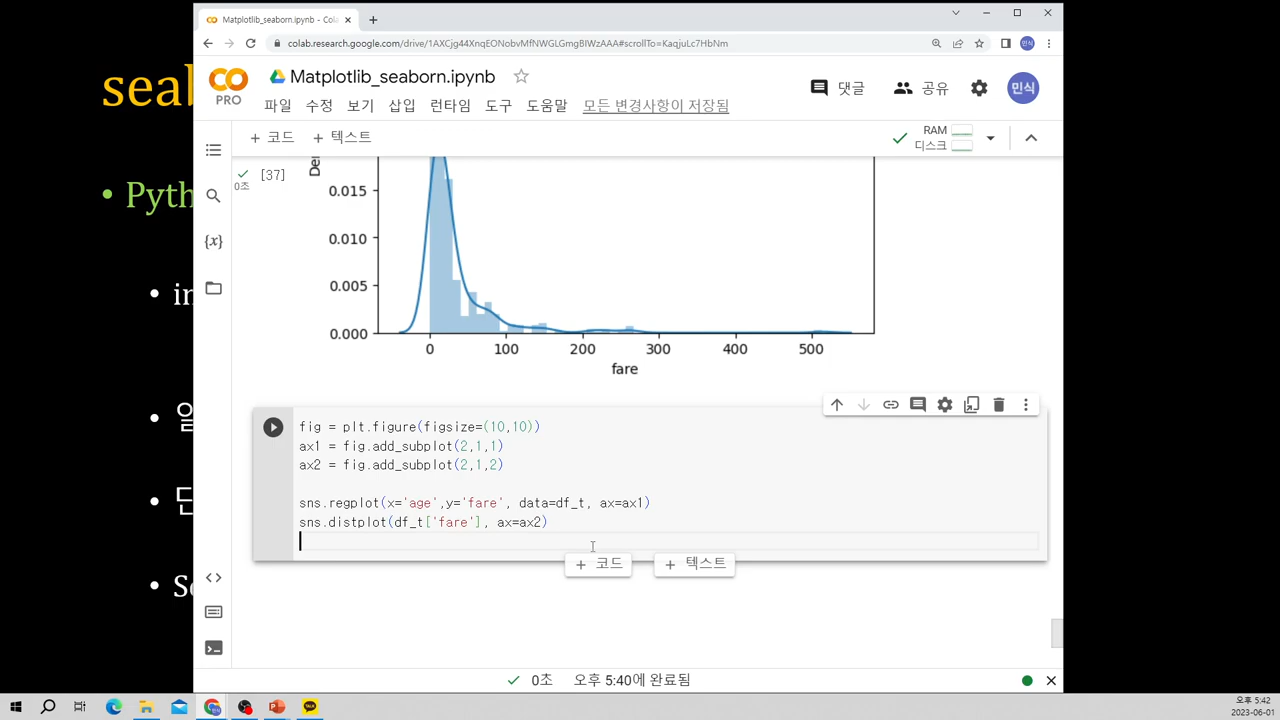 Matplotlib_seaborn.ipynb - Cola
colab.research.google.com/drive/1AXCjg44XnqEONobvMfNWGLGmgBIWzAAA#scrollTo=KaqjuLc7HbNm
seab
CO
PRO
Matplotlib_seaborn.ipynb
댓글
공유
민식
파일 수정 보기 삽입 런타임 도구 도움말 모든 변경사항이 저장됨
+ 코드 + 텍스트
RAM
디스크
• Pyth
0초
[37]
{x}
0.015
0.010
0.005
0.000
0 100 200 300 400 500
fare
• in
fig = plt.figure(figsize=(10,10))
ax1 = fig.add_subplot(2,1,1)
ax2 = fig.add_subplot(2,1,2)
sns.regplot(x='age',y='fare', data=df_t, ax=ax1)
sns.distplot(df_t['fare'], ax=ax2)
+ 코드 + 텍스트
0초 오후 5:40에 완료됨
오후 5:42
2023-06-01